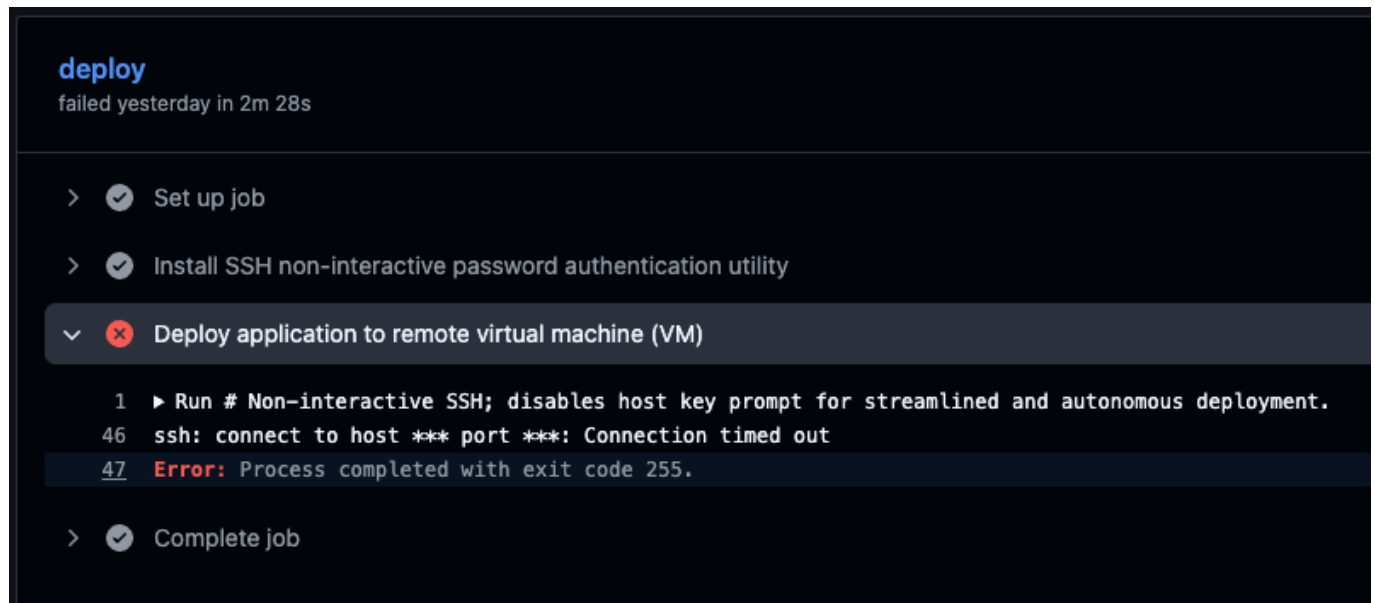 deploy
failed yesterday in 2m 28s
Set up job
Install SSH non-interactive password authentication utility
Deploy application to remote virtual machine (VM)
1 ▶ Run # Non-interactive SSH; disables host key prompt for streamlined and autonomous deployment.
46 ssh: connect to host *** port ***: Connection timed out
47 Error: Process completed with exit code 255.
Complete job